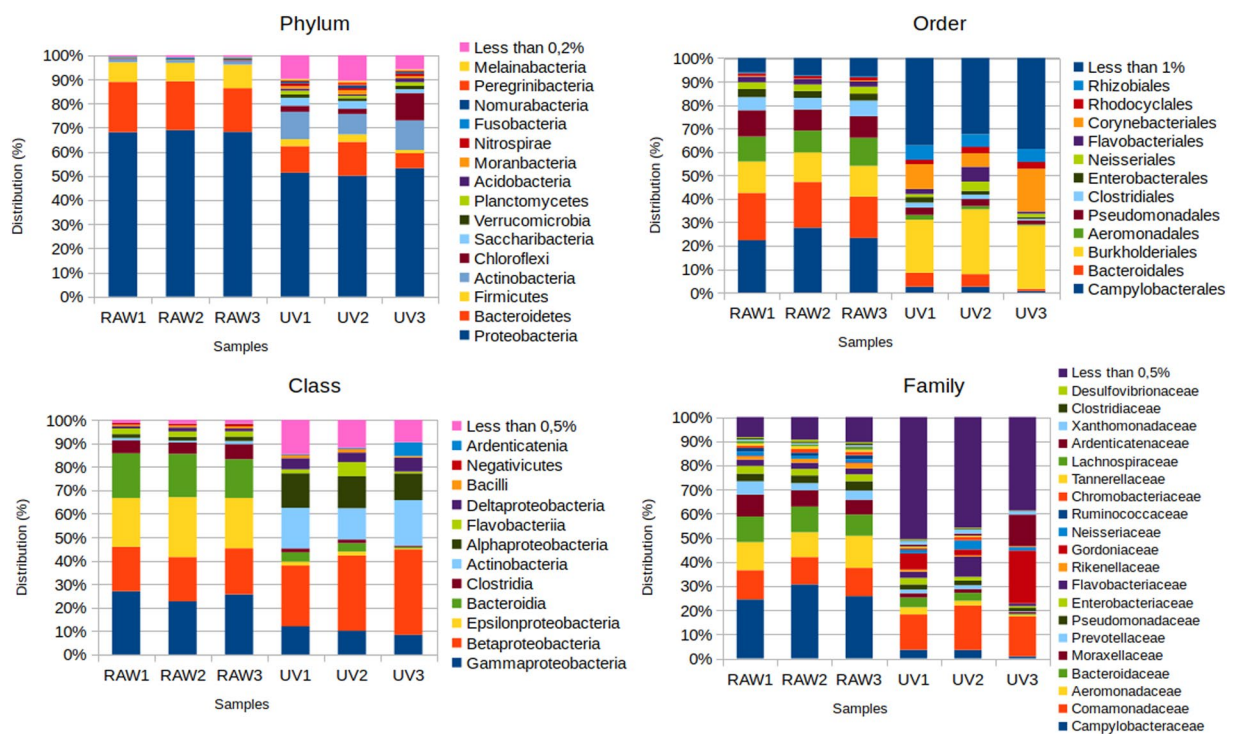 Phylum
Distribution (%)
100%
90%
80%
70%
60%
50%
40%
30%
20%
10%
0%
RAW1 RAW2 RAW3 UV1 UV2 UV3
Samples
Less than 0,2%
Melainabacteria
Peregrinibacteria
Nomurabacteria
Fusobacteria
Nitrospirae
Moranbacteria
Acidobacteria
Planctomycetes
Verrucomicrobia
Saccharibacteria
Chloroflexi
Actinobacteria
Firmicutes
Bacteroidetes
Proteobacteria
Order
Distribution (%)
100%
90%
80%
70%
60%
50%
40%
30%
20%
10%
0%
RAW1 RAW2 RAW3 UV1 UV2 UV3
Samples
Less than 1%
Rhizobiales
Rhodocyclales
Corynebacteriales
Flavobacteriales
Neisseriales
Enterobacterales
Clostridiales
Pseudomonadales
Aeromonadales
Burkholderiales
Bacteroidales
Campylobacterales
Class
Distribution (%)
100%
90%
80%
70%
60%
50%
40%
30%
20%
10%
0%
RAW1 RAW2 RAW3 UV1 UV2 UV3
Samples
Less than 0,5%
Ardenticatenia
Negativicutes
Bacilli
Deltaproteobacteria
Flavobacteriia
Alphaproteobacteria
Actinobacteria
Clostridia
Bacteroidia
Epsilonproteobacteria
Betaproteobacteria
Gammaproteobacteria
Family
Distribution (%)
100%
90%
80%
70%
60%
50%
40%
30%
20%
10%
0%
RAW1 RAW2 RAW3 UV1 UV2 UV3
Samples
Less than 0,5%
Desulfovibrionaceae
Clostridiaceae
Xanthomonadaceae
Ardenticatenaceae
Lachnospiraceae
Tannerellaceae
Chromobacteriaceae
Ruminococcaceae
Neisseriaceae
Gordoniaceae
Rikenellaceae
Flavobacteriaceae
Enterobacteriaceae
Pseudomonadaceae
Prevotellaceae
Moraxellaceae
Bacteroidaceae
Aeromonadaceae
Comamonadaceae
Campylobacteraceae